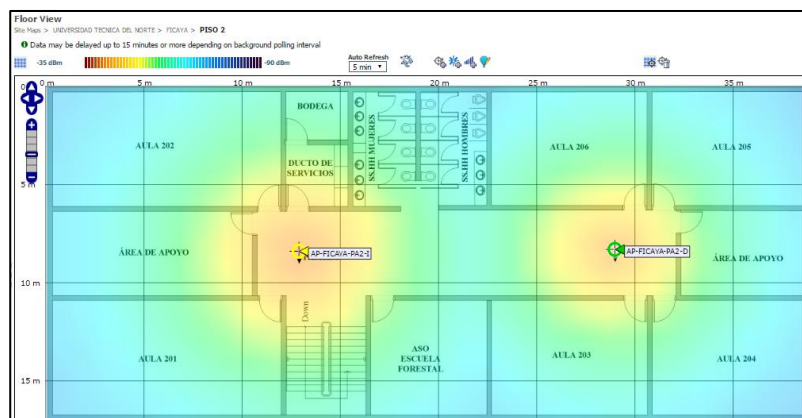 Floor View
Site Maps > UNIVERSIDAD TECNICA DEL NORTE > FICAYA > PISO 2
Data may be delayed up to 15 minutes or more depending on background polling interval
-35 dBm
-90 dBm
Auto Refresh
5 min
0 m
5 m
10 m
15 m
20 m
25 m
30 m
35 m
0 m
5 m
10 m
15 m
BODEGA
AULA 202
SS.HH MUJERES
SS.HH HOMBRES
AULA 206
AULA 205
DUCTO DE
SERVICIOS
ÁREA DE APOYO
AP-FICAYA-PA2-I
AP-FICAYA-PA2-D
ÁREA DE APOYO
Down
AULA 201
ASO
ESCUELA
FORESTAL
AULA 203
AULA 204